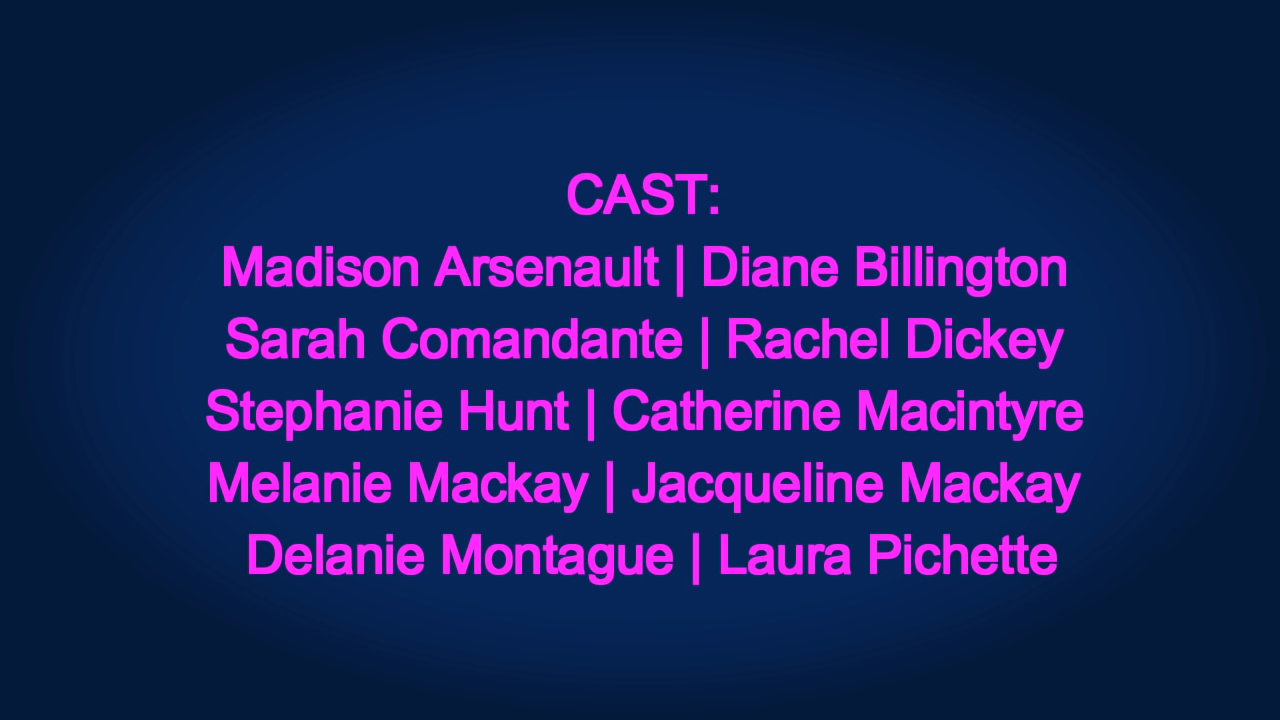 CAST:
Madison Arsenault | Diane Billington
Sarah Comandante | Rachel Dickey
Stephanie Hunt | Catherine Macintyre
Melanie Mackay | Jacqueline Mackay
Delanie Montague | Laura Pichette